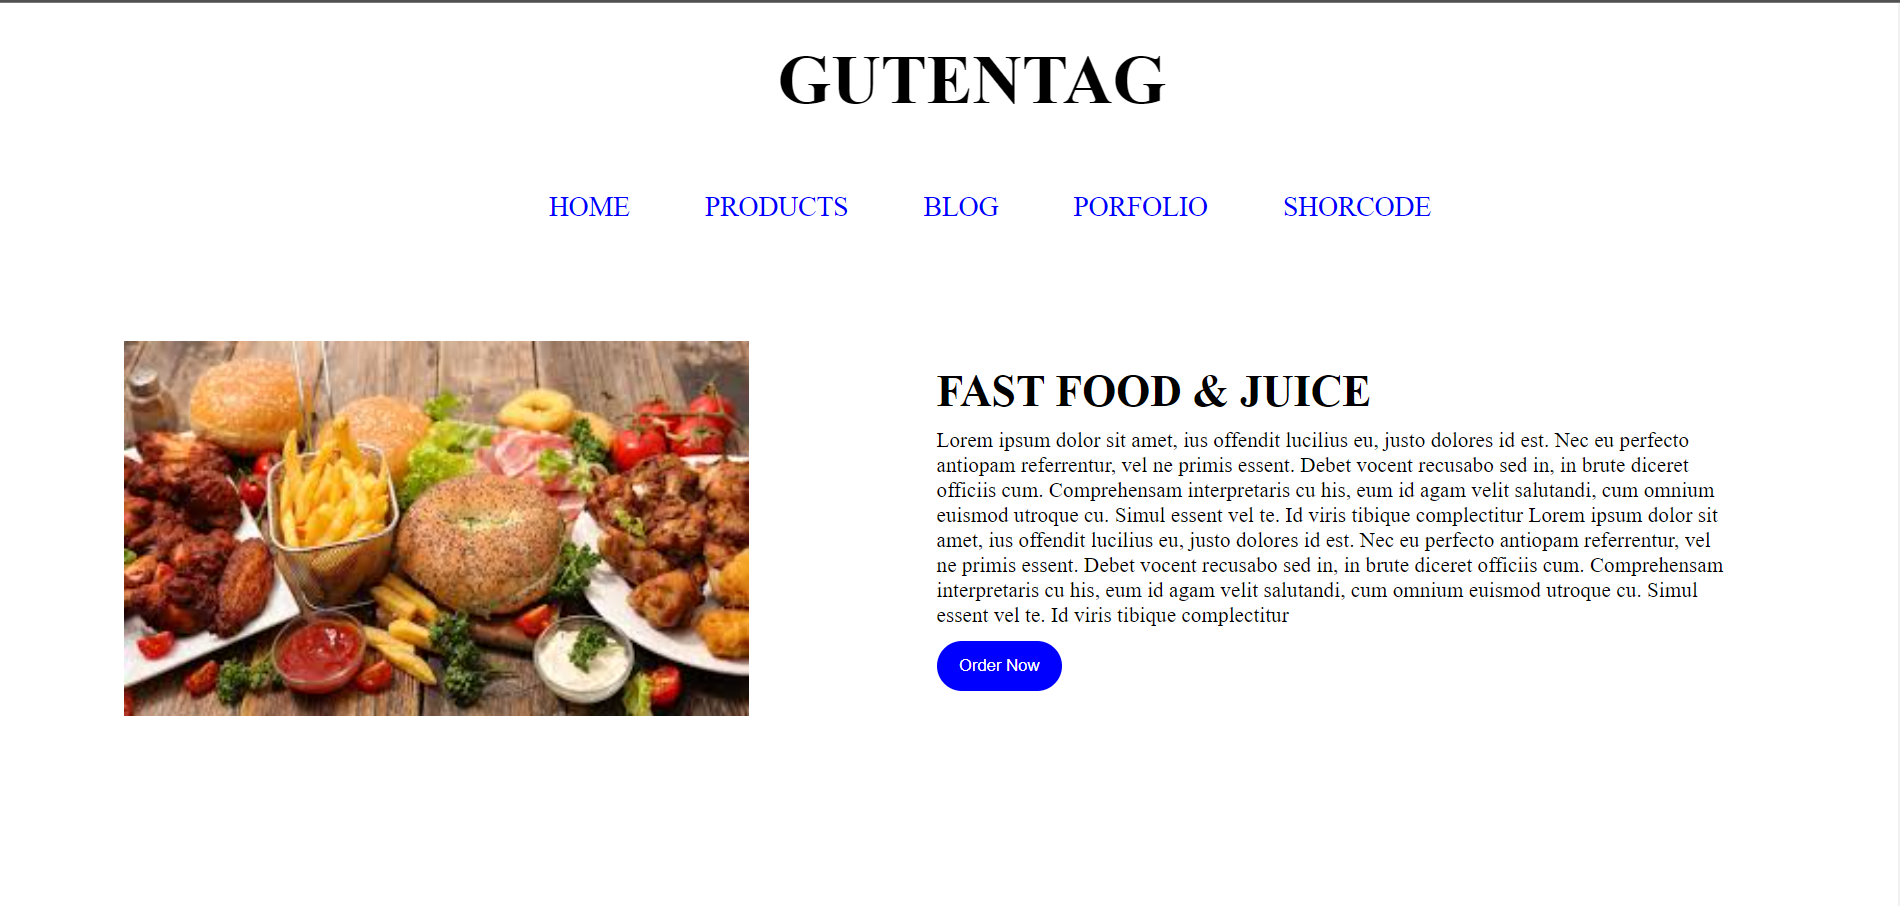 GUTENTAG
HOME PRODUCTS BLOG PORFOLIO SHORCODE
FAST FOOD & JUICE
Lorem ipsum dolor sit amet, ius offendit lucilius eu, justo dolores id est. Nec eu perfecto
antiopam referrentur, vel ne primis essent. Debet vocent recusabo sed in, in brute diceret
officiis cum. Comprehensam interpretaris cu his, eum id agam velit salutandi, cum omnium
euismod utroque cu. Simul essent vel te. Id viris tibique complectitur Lorem ipsum dolor sit
amet, ius offendit lucilius eu, justo dolores id est. Nec eu perfecto antiopam referrentur, vel
ne primis essent. Debet vocent recusabo sed in, in brute diceret officiis cum. Comprehensam
interpretaris cu his, eum id agam velit salutandi, cum omnium euismod utroque cu. Simul
essent vel te. Id viris tibique complectitur
Order Now